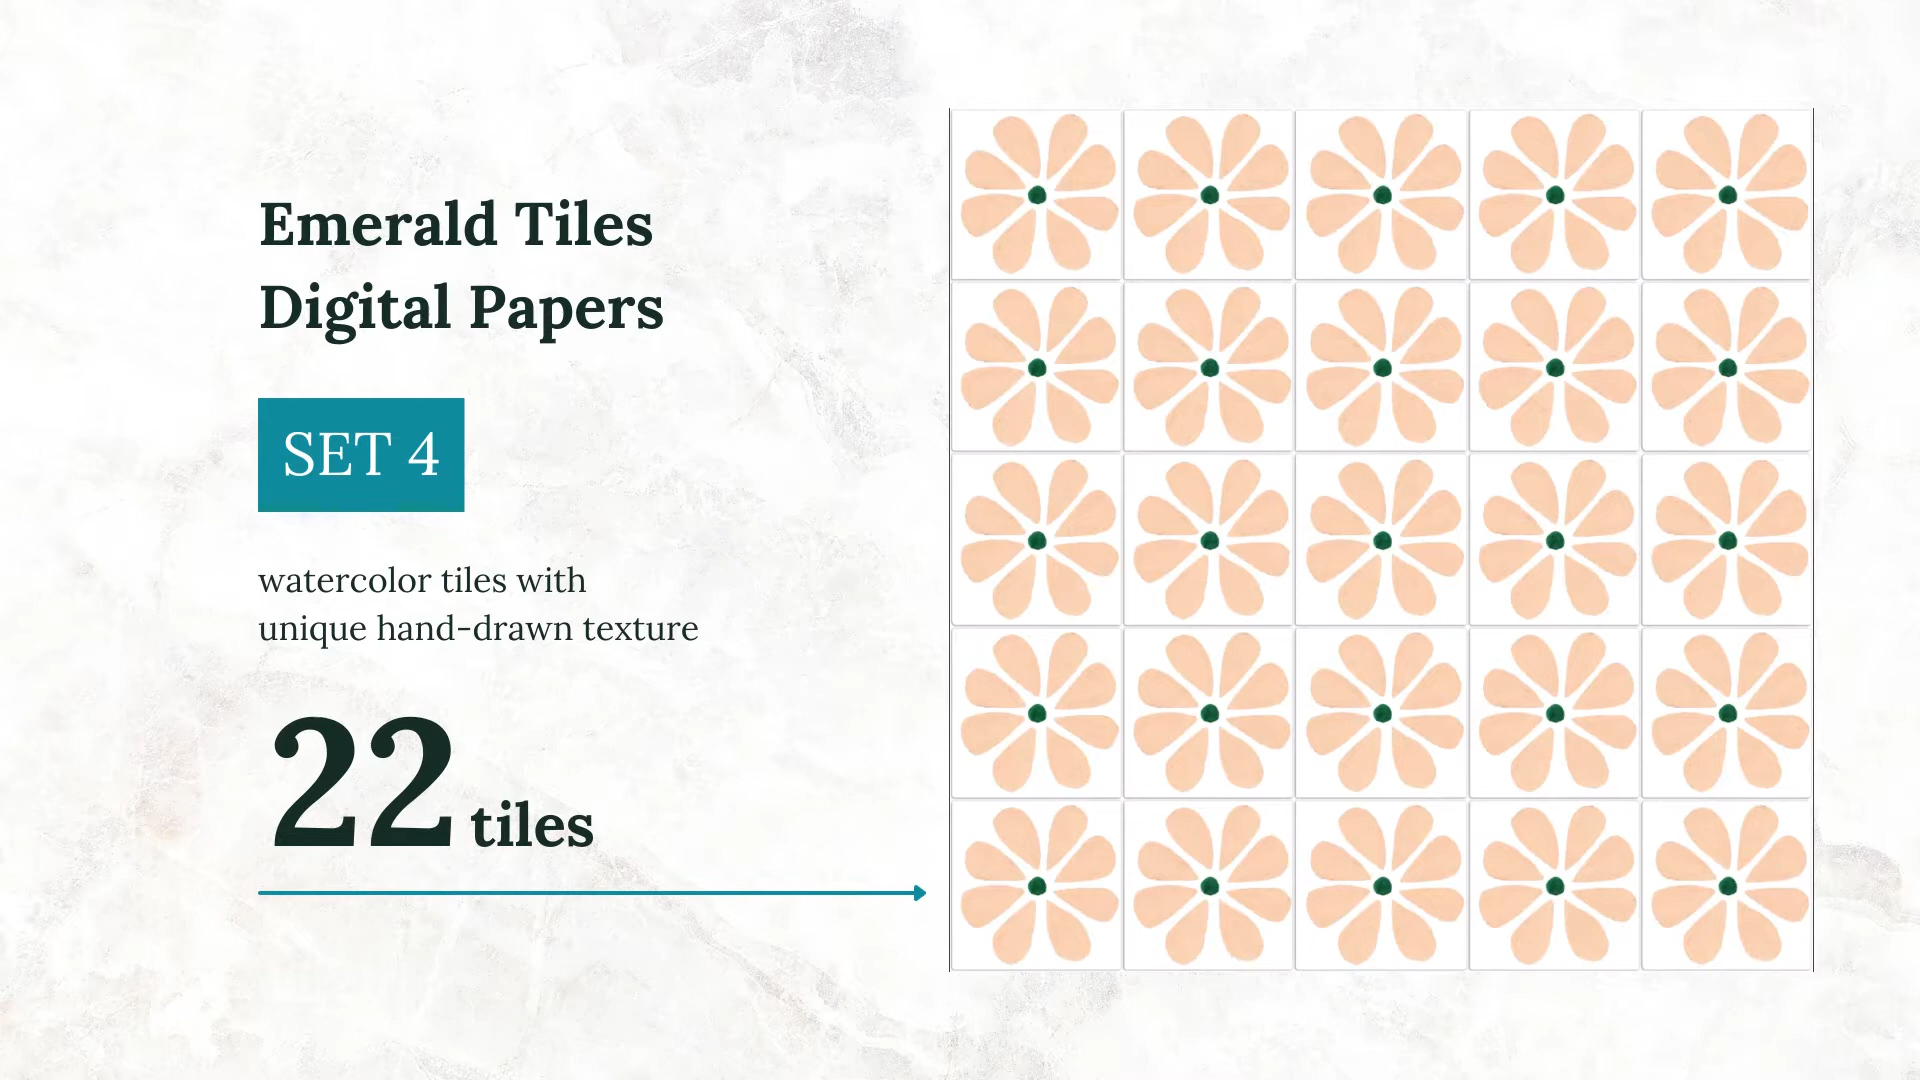 Emerald Tiles
Digital Papers
SET 4
watercolor tiles with
unique hand-drawn texture
22 tiles